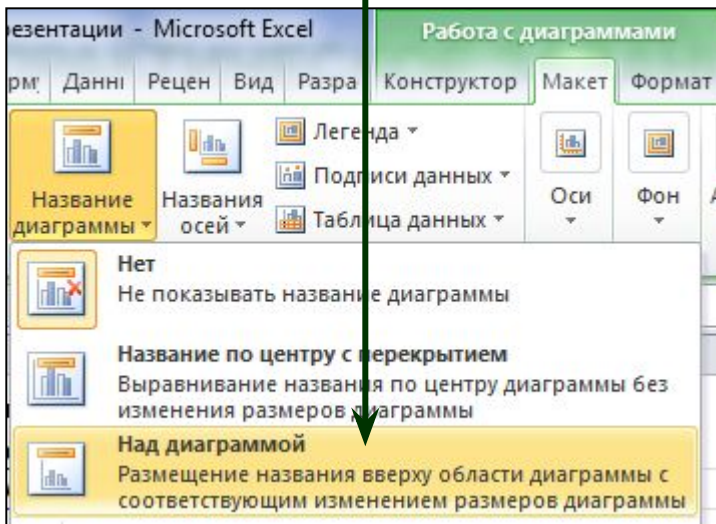 резентации - Microsoft Excel Работа с диаграммами
рму Данні Рецен Вид Разра Конструктор Макет Формат
Название диаграммы
Названия осей
Легенда
Подписи данных
Таблица данных
Оси
Фон
Нет
Не показывать название диаграммы
Название по центру с перекрытием
Выравнивание названия по центру диаграммы без
изменения размеров диаграммы
Над диаграммой
Размещение названия вверху области диаграммы с
соответствующим изменением размеров диаграммы